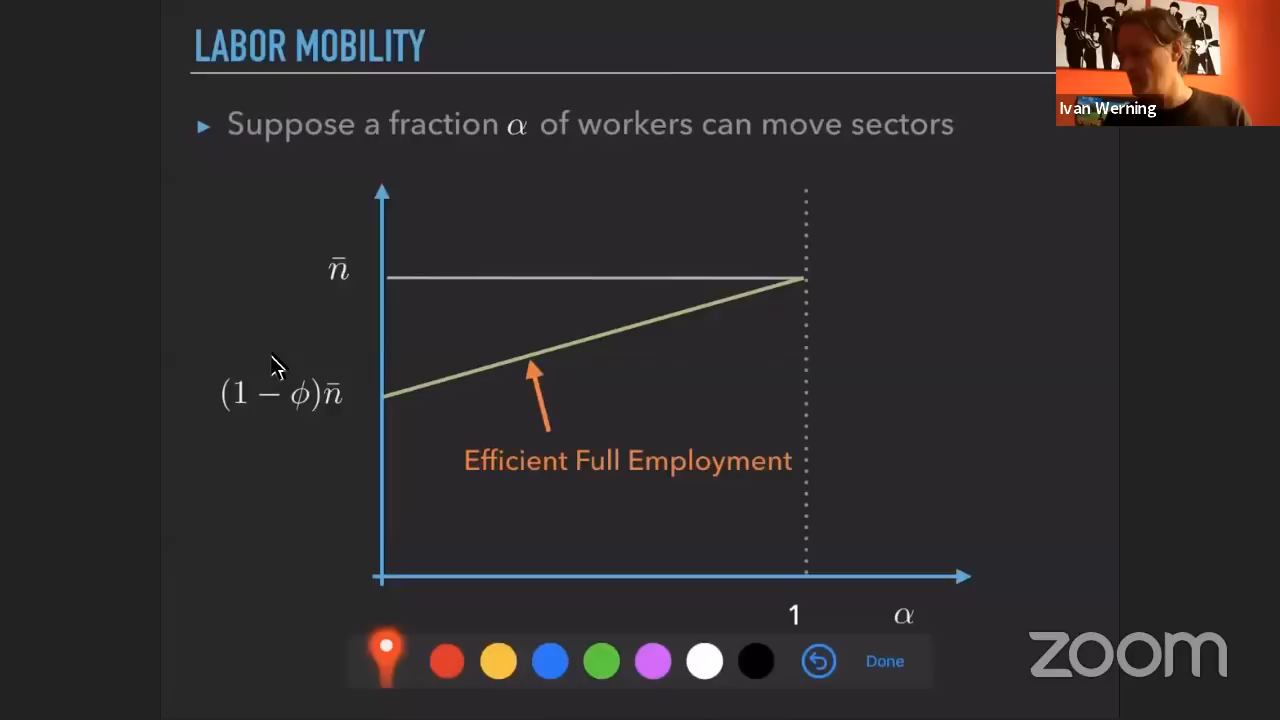 LABOR MOBILITY
Ivan Werning
▸ Suppose a fraction α of workers can move sectors
n̄
(1 − ϕ)n̄
Efficient Full Employment
1 α
Done
zoom